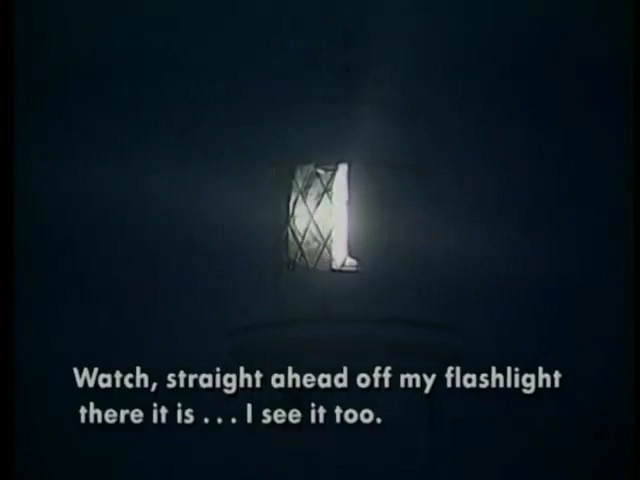 Watch, straight ahead off my flashlight
there it is . . . I see it too.